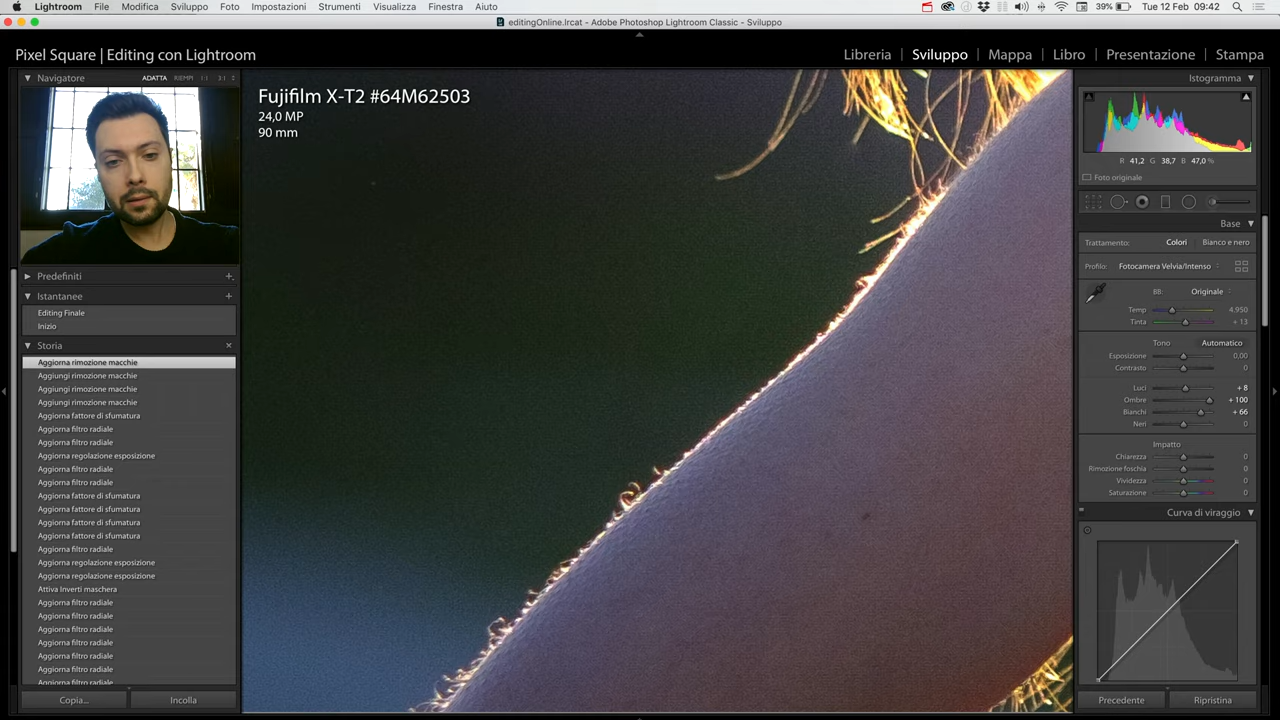 Lightroom File Modifica Sviluppo Foto Impostazioni Strumenti Visualizza Finestra Aiuto 39% Tue 12 Feb 09:42
editingOnline.lrcat - Adobe Photoshop Lightroom Classic - Sviluppo
Pixel Square | Editing con Lightroom
Libreria | Sviluppo | Mappa | Libro | Presentazione | Stampa
Navigatore ADATTA RIEMPI 1:1 3:1
Predefiniti
Istantanee
Editing Finale
Inizio
Storia
Aggiorna rimozione macchie
Aggiungi rimozione macchie
Aggiungi rimozione macchie
Aggiungi rimozione macchie
Aggiorna fattore di sfumatura
Aggiorna filtro radiale
Aggiorna filtro radiale
Aggiorna regolazione esposizione
Aggiorna filtro radiale
Aggiorna filtro radiale
Aggiorna fattore di sfumatura
Aggiorna fattore di sfumatura
Aggiorna fattore di sfumatura
Aggiorna fattore di sfumatura
Aggiorna filtro radiale
Aggiorna regolazione esposizione
Aggiorna regolazione esposizione
Attiva Inverti maschera
Aggiorna filtro radiale
Aggiorna filtro radiale
Aggiorna filtro radiale
Aggiorna filtro radiale
Aggiorna filtro radiale
Aggiorna filtro radiale
Aggiorna filtro radiale
Copia... Incolla
Fujifilm X-T2 #64M62503
24,0 MP
90 mm
Istogramma
R 41,2 G 38,7 B 47,0 %
Foto originale
Base
Trattamento: Colori Bianco e nero
Profilo: Fotocamera Velvia/Intenso
BB: Originale
Temp 4.950
Tinta + 13
Tono Automatico
Esposizione 0,00
Contrasto 0
Luci + 8
Ombre + 100
Bianchi + 66
Neri 0
Impatto
Chiarezza 0
Rimozione foschia 0
Vividezza 0
Saturazione 0
Curva di viraggio
Precedente Ripristina